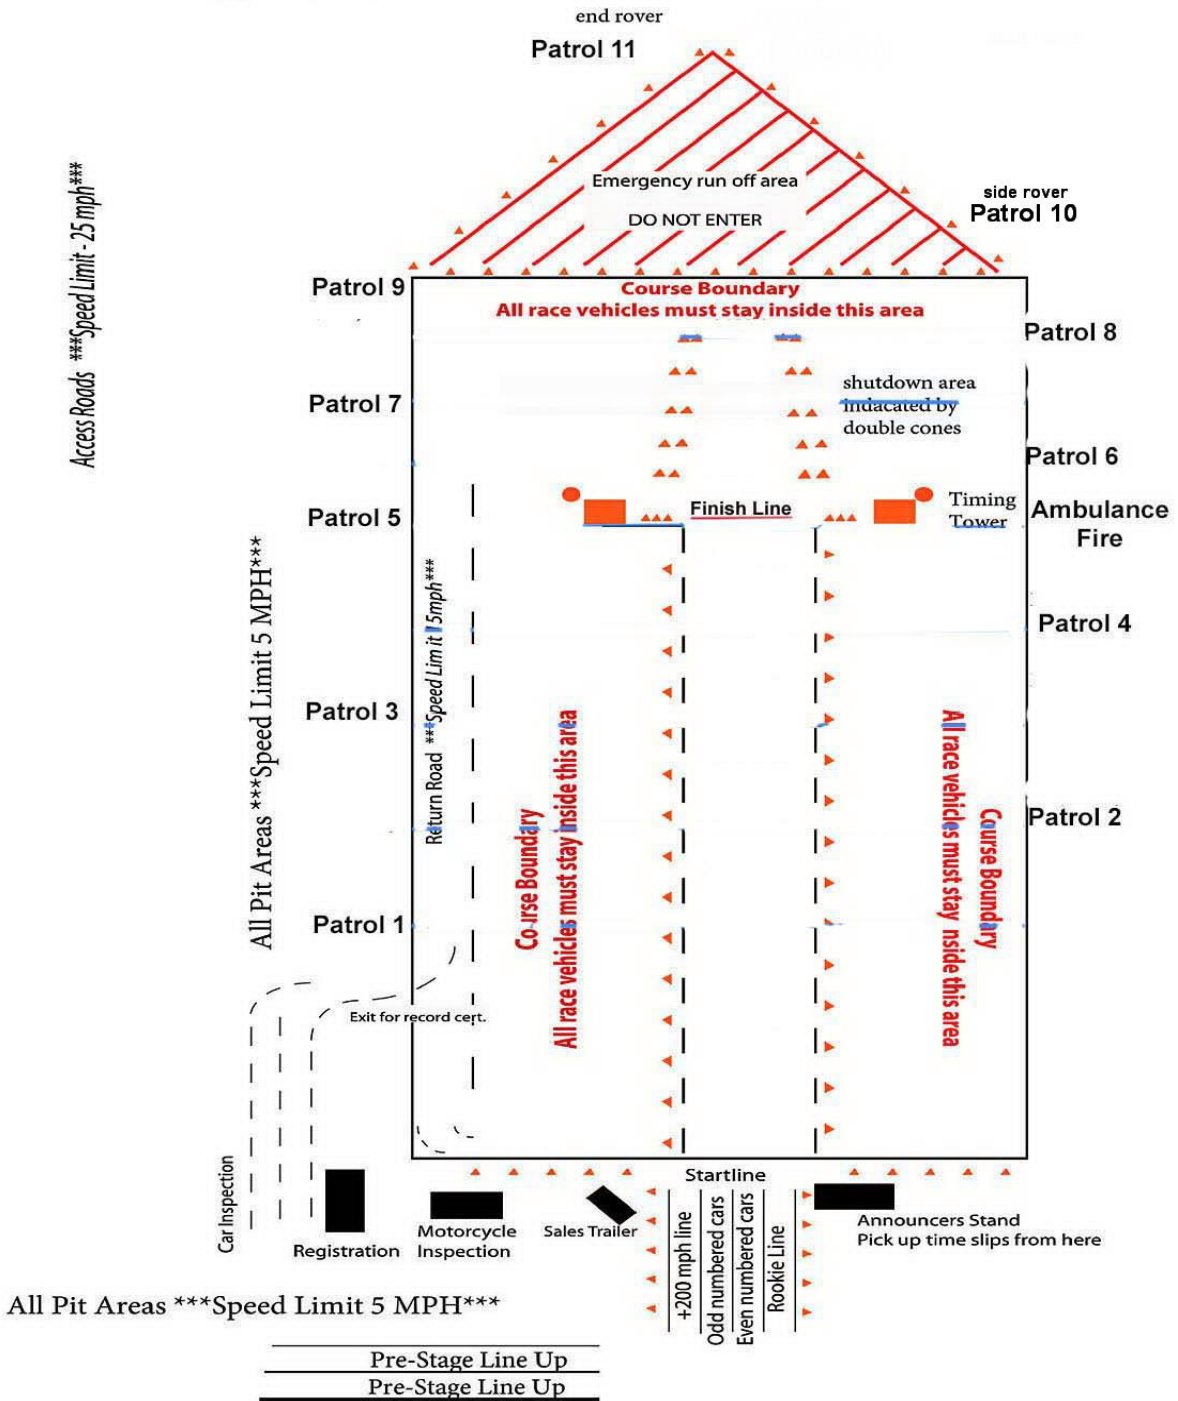 end rover
Patrol 11
Access Roads ***Speed Limit - 25 mph***
Emergency run off area
DO NOT ENTER
side rover
Patrol 10
Patrol 9
Course Boundary
All race vehicles must stay inside this area
Patrol 8
shutdown area
indacated by
double cones
Patrol 7
Patrol 6
Patrol 5
Finish Line
Timing
Tower
Ambulance
Fire
All Pit Areas ***Speed Limit 5 MPH***
Return Road ***Speed Lim it 15mph***
Patrol 4
Patrol 3
Course Boundary
All race vehicles must stay inside this area
All race vehicles must stay nside this area
Course Boundary
Patrol 2
Patrol 1
Exit for record cert.
Car Inspection
Registration
Motorcycle
Inspection
Sales Trailer
Startline
+200 mph line
Odd numbered cars
Even numbered cars
Rookie Line
Announcers Stand
Pick up time slips from here
All Pit Areas ***Speed Limit 5 MPH***
Pre-Stage Line Up
Pre-Stage Line Up